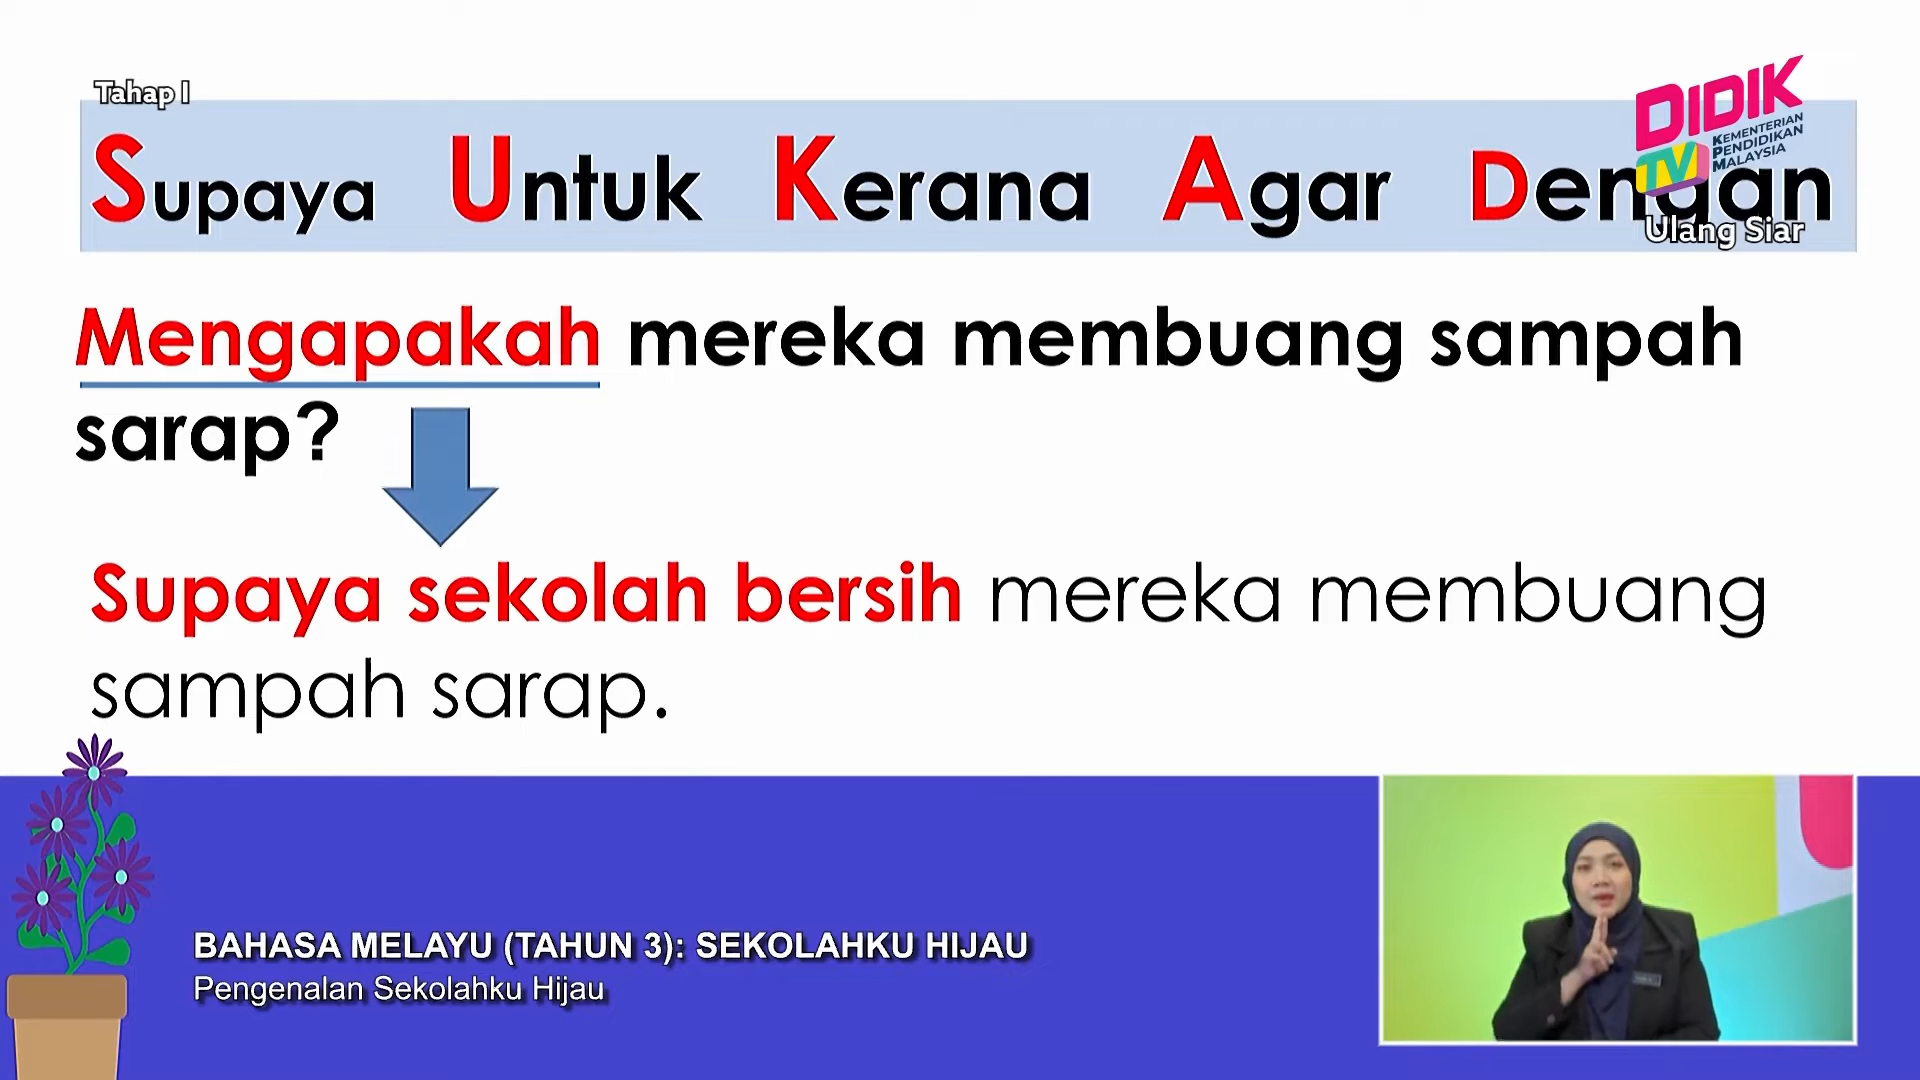 Tahap I
DIDIK
TV
KEMENTERIAN
PENDIDIKAN
MALAYSIA
Supaya Untuk Kerana Agar Dengan
Ulang Siar
Mengapakah mereka membuang sampah
sarap?
Supaya sekolah bersih mereka membuang
sampah sarap.
BAHASA MELAYU (TAHUN 3): SEKOLAHKU HIJAU
Pengenalan Sekolahku Hijau